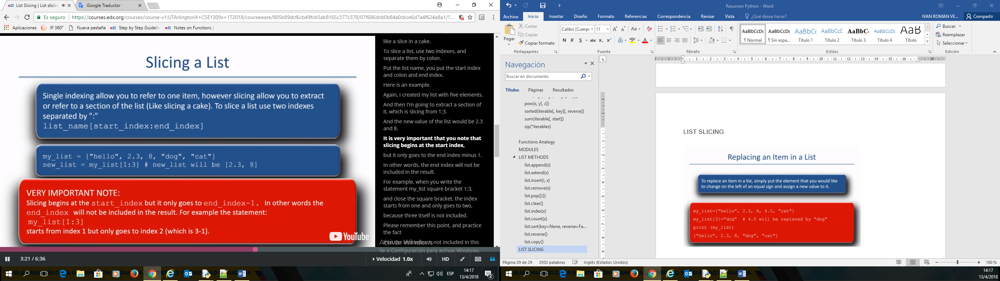 List Slicing | List slicin
Google Traductor
Es seguro
https://courses.edx.org/courses/course-v1:UTArlingtonX+CSE1309x+1T2018/courseware/805b89dcf6cb49fcb5ab8165c377c378/07f686dcb0b84a0cbce6d7a4f624e8a1/?...
Aplicaciones
IP 360°
Nueva pestaña
edX Step by Step Guidelin
edX Notes on Functions |
Slicing a List
Single indexing allow you to refer to one item, however slicing allow you to extract
or refer to a section of the list (Like slicing a cake). To slice a list use two indexes
separated by ":"
list_name[start_index:end_index]
my_list = ["hello", 2.3, 8, "dog", "cat"]
new_list = my_list[1:3] # new_list will be [2.3, 8]
VERY IMPORTANT NOTE:
Slicing begins at the start_index but it only goes to end_index-1. In other words the
end_index will not be included in the result. For example the statement:
my_list[1:3]
starts from index 1 but only goes to index 2 (which is 3-1).
YouTube
like a slice in a cake.
To slice a list, use two indexes, and
separate them by colon.
Put the list name, you put the start index
and colon and end index.
Here is an example.
Again, I created my list with five elements.
And then I'm going to extract a section of
it, which is slicing from 1:3.
And the new value of the list would be 2.3
and 8.
It is very important that you note that
slicing begins at the start index,
but it only goes to the end index minus 1.
In other words, the end index will not be
included in the result.
For example, when you write the
statement my_list square bracket 1:3,
and close the square bracket, the index
starts from one and only goes to two,
because three itself is not included.
Please remember this point, and practice
the fact
that the end index is not included in this
Activar Windows
Ve a Configuración para activar Windows.
3:21 / 6:36
Velocidad 1.0x
HD
ESP
14:17
13/4/2018
2
Resumen Python - Word
Archivo
Inicio
Insertar
Diseño
Formato
Referencias
Correspondencia
Revisar
Vista
¿Qué desea hacer?
IVAN ROMAN VE...
Compartir
Pegar
Cortar
Copiar
Copiar formato
Portapapeles
Calibri (Cuerpo
11
N K S abc x₂ x²
Fuente
Párrafo
AaBbCcDc
¶ Normal
AaBbCcDc
¶ Sin espa...
AaBbC
Título 1
AaBbCcE
Título 2
AaBbC
Título 3
AaBbCcDc
Título 4
AaB
Título
Estilos
Buscar
Reemplazar
Seleccionar
Edición
Navegación
Buscar en documento
Títulos
Páginas
Resultados
pow(x, y[, z])
sorted(iterable[, key][, reverse])
sum(iterable[, start])
zip(*iterables)
Functions Analogy
MODULES
LIST METHODS
list.append(x)
list.extend(x)
list.insert(i, x)
list.remove(x)
list.pop([i])
list.clear()
list.index(x)
list.count(x)
list.sort(key=None, reverse=Fa...
list.reverse()
list.copy()
LIST SLICING
LIST SLICING
Replacing an Item in a List
To replace an item in a list, simply put the element that you would like
to change on the left of an equal sign and assign a new value to it.
my_list=["hello", 2.3, 8, 4.5, "cat"]
my_list[3]="dog" # 4.5 will be replaced by "dog"
print (my_list)
["hello", 2.3, 8, "dog", "cat"]
Página 29 de 29
2932 palabras
Inglés (Estados Unidos)
100 %
14:17
13/4/2018